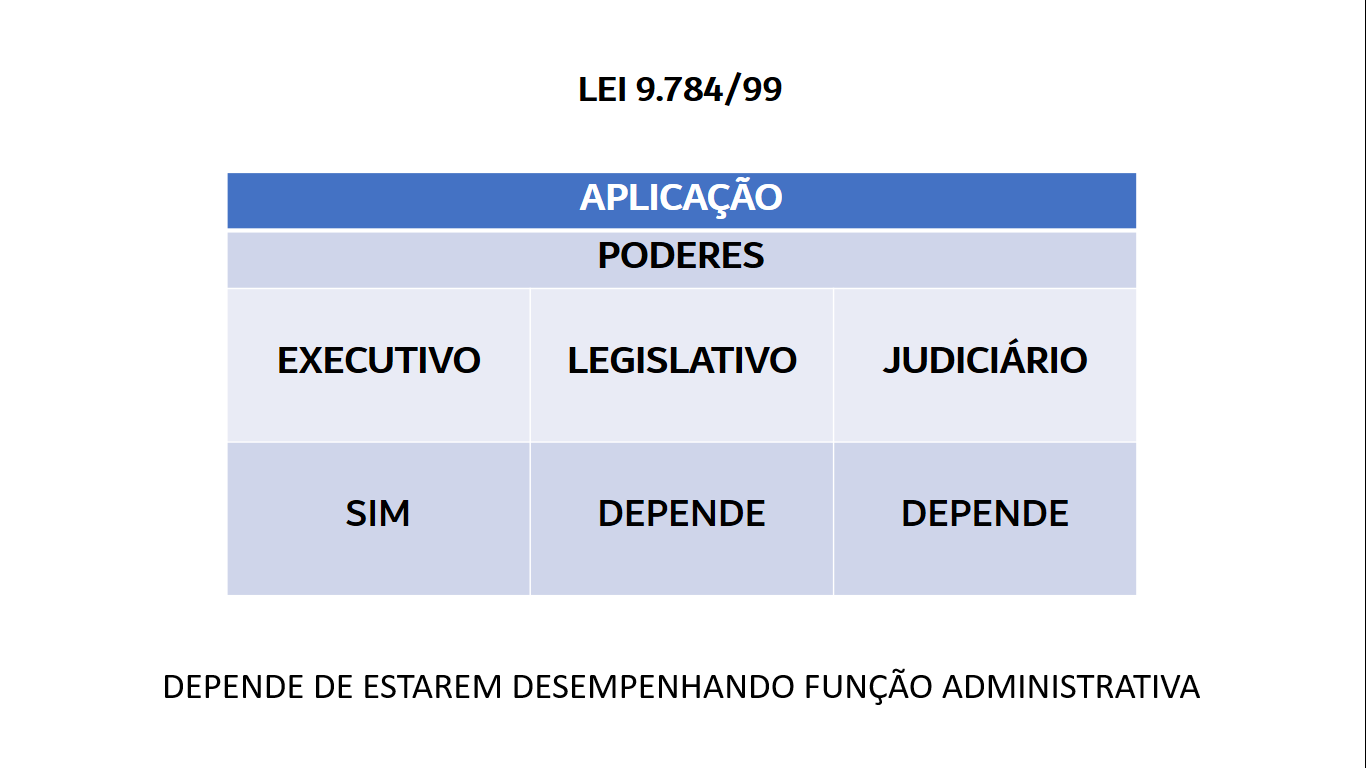 LEI 9.784/99
APLICAÇÃO
PODERES
EXECUTIVO LEGISLATIVO JUDICIÁRIO
SIM DEPENDE DEPENDE
DEPENDE DE ESTAREM DESEMPENHANDO FUNÇÃO ADMINISTRATIVA